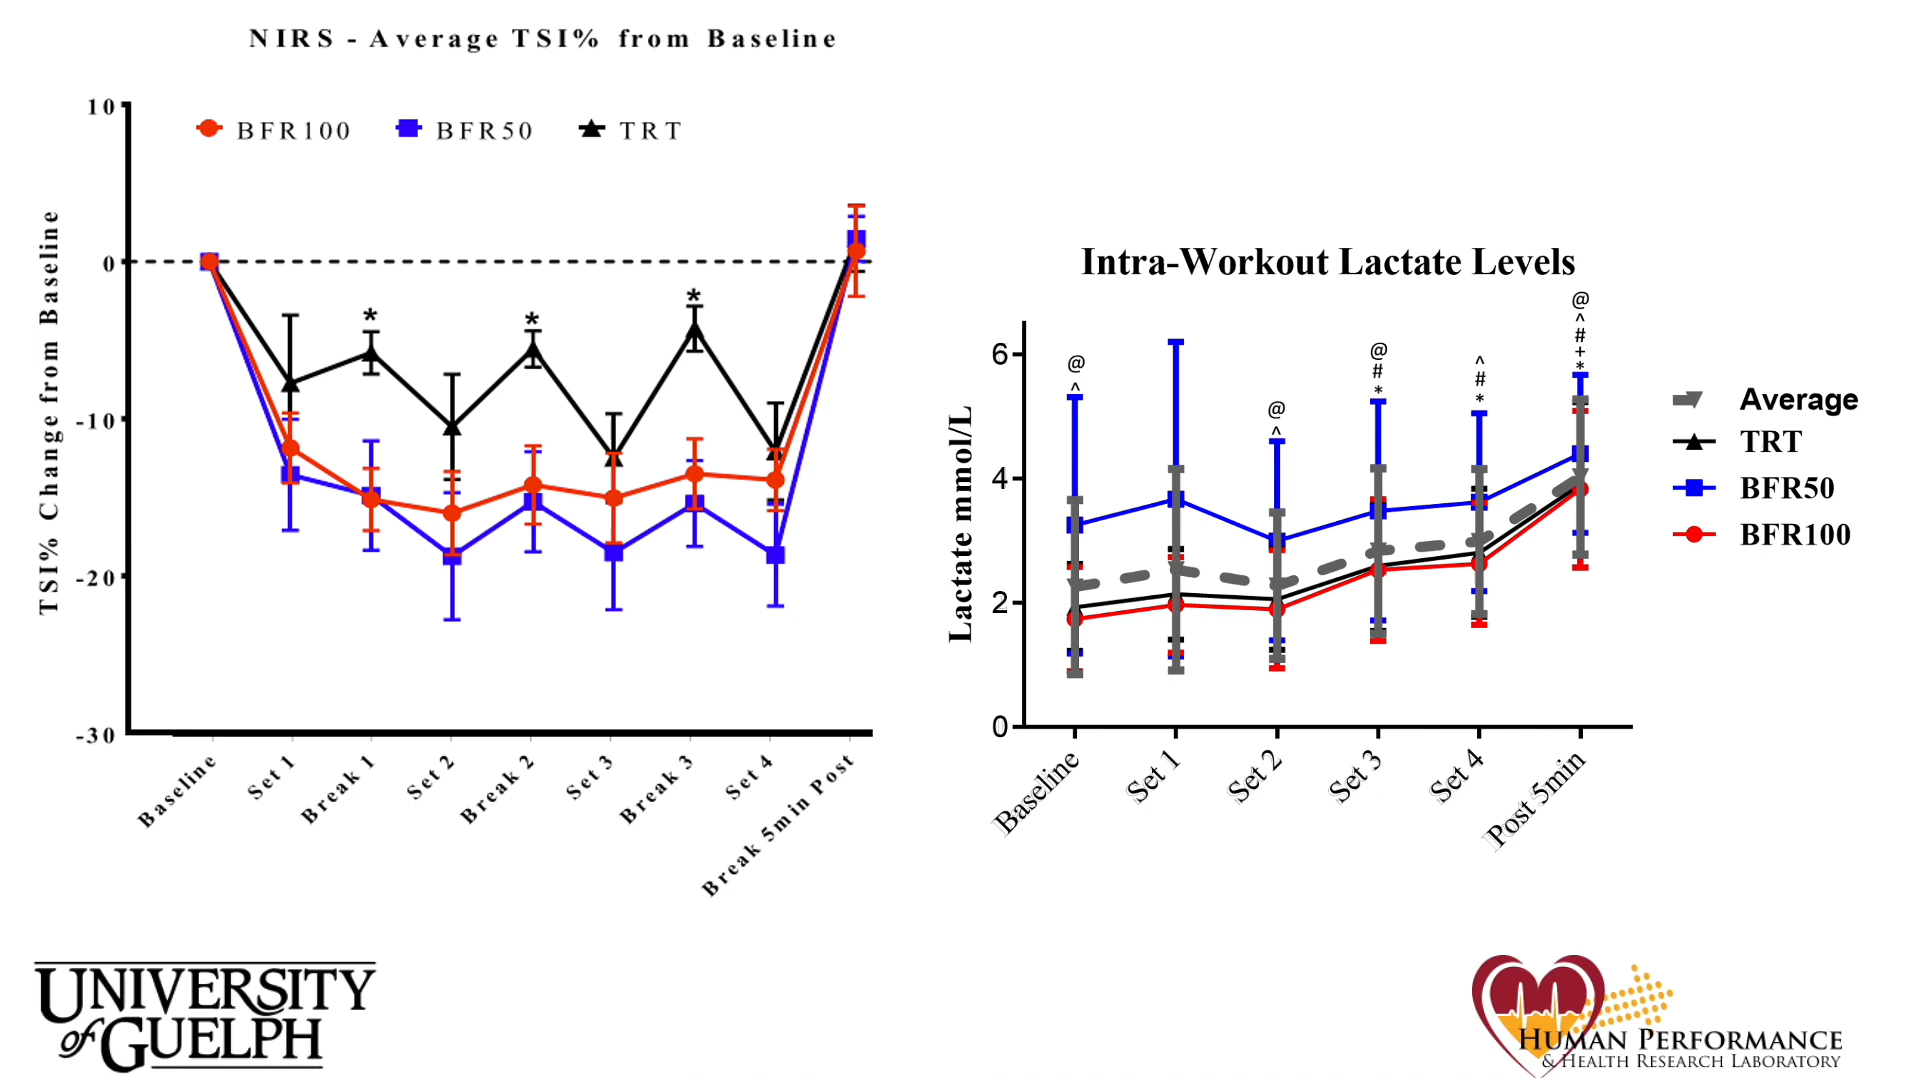 NIRS - Average TSI% from Baseline
10
BFR100 BFR50 TRT
0
-10
-20
-30
TSI% Change from Baseline
*
*
*
Baseline
Set 1
Break 1
Set 2
Break 2
Set 3
Break 3
Set 4
Break 5min Post
Intra-Workout Lactate Levels
6
4
2
0
Lactate mmol/L
@
^
@
^
@
#
*
^
#
*
@
^
#
+
*
Baseline
Set 1
Set 2
Set 3
Set 4
Post 5min
Average
TRT
BFR50
BFR100
UNIVERSITY
of GUELPH
HUMAN PERFORMANCE
& HEALTH RESEARCH LABORATORY